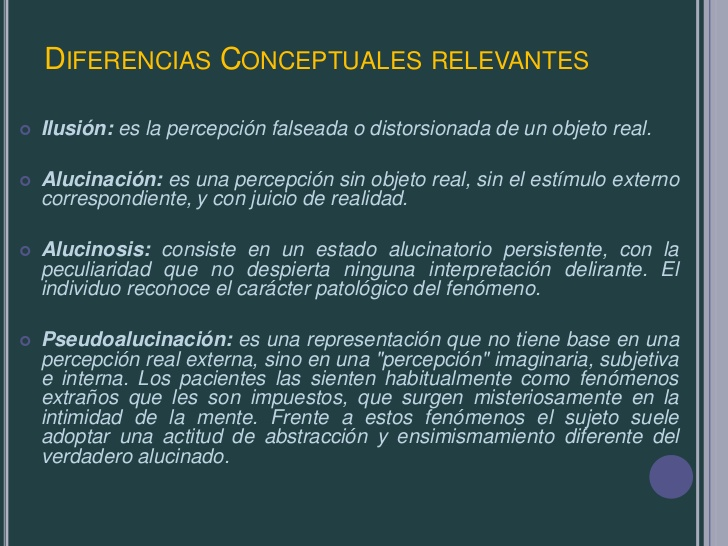 DIFERENCIAS CONCEPTUALES RELEVANTES
Ilusión: es la percepción falseada o distorsionada de un objeto real.
Alucinación: es una percepción sin objeto real, sin el estímulo externo
correspondiente, y con juicio de realidad.
Alucinosis: consiste en un estado alucinatorio persistente, con la
peculiaridad que no despierta ninguna interpretación delirante. El
individuo reconoce el carácter patológico del fenómeno.
Pseudoalucinación: es una representación que no tiene base en una
percepción real externa, sino en una "percepción" imaginaria, subjetiva
e interna. Los pacientes las sienten habitualmente como fenómenos
extraños que les son impuestos, que surgen misteriosamente en la
intimidad de la mente. Frente a estos fenómenos el sujeto suele
adoptar una actitud de abstracción y ensimismamiento diferente del
verdadero alucinado.